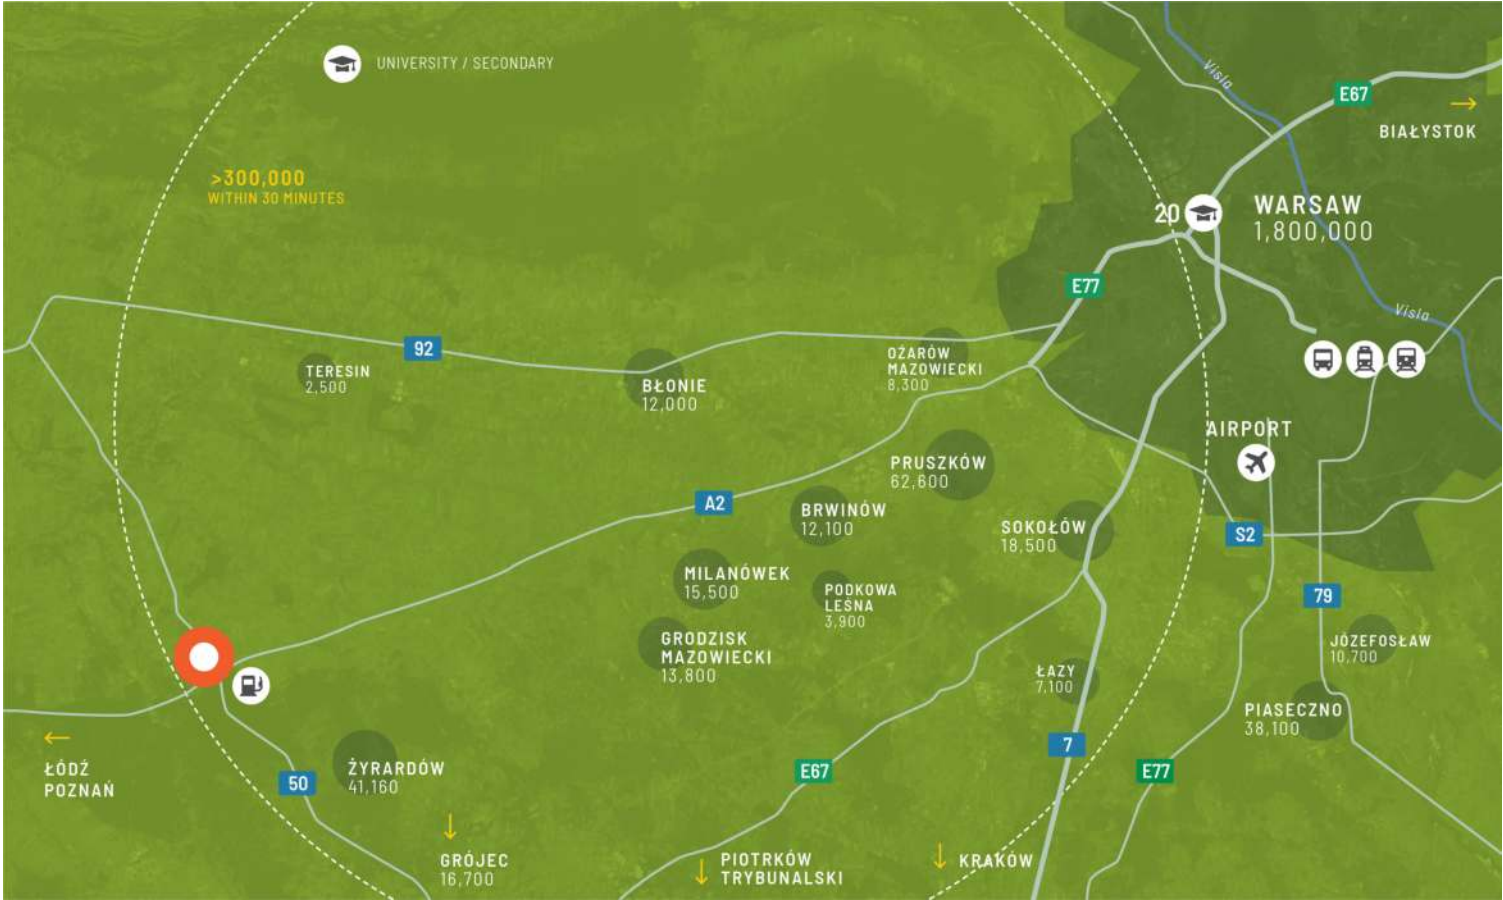 UNIVERSITY / SECONDARY
Visla
E67
BIAŁYSTOK
>300,000
WITHIN 30 MINUTES
20
WARSAW
1,800,000
E77
Visla
92
TERESIN
2,500
BŁONIE
12,000
OŻARÓW
MAZOWIECKI
8,300
AIRPORT
PRUSZKÓW
62,600
A2
BRWINÓW
12,100
SOKOŁÓW
18,500
S2
MILANÓWEK
15,500
PODKOWA
LEŚNA
3,900
79
GRODZISK
MAZOWIECKI
13,800
JÓZEFOSŁAW
10,700
ŁAZY
7,100
PIASECZNO
38,100
7
ŁÓDŹ
POZNAŃ
50
ŻYRARDÓW
41,160
E67
E77
GRÓJEC
16,700
PIOTRKÓW
TRYBUNALSKI
KRAKÓW